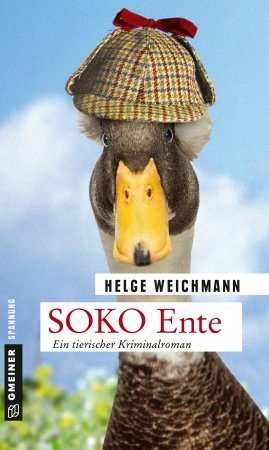 HELGE WEICHMANN
SOKO Ente
Ein tierischer Kriminalroman
GMEINER SPANNUNG